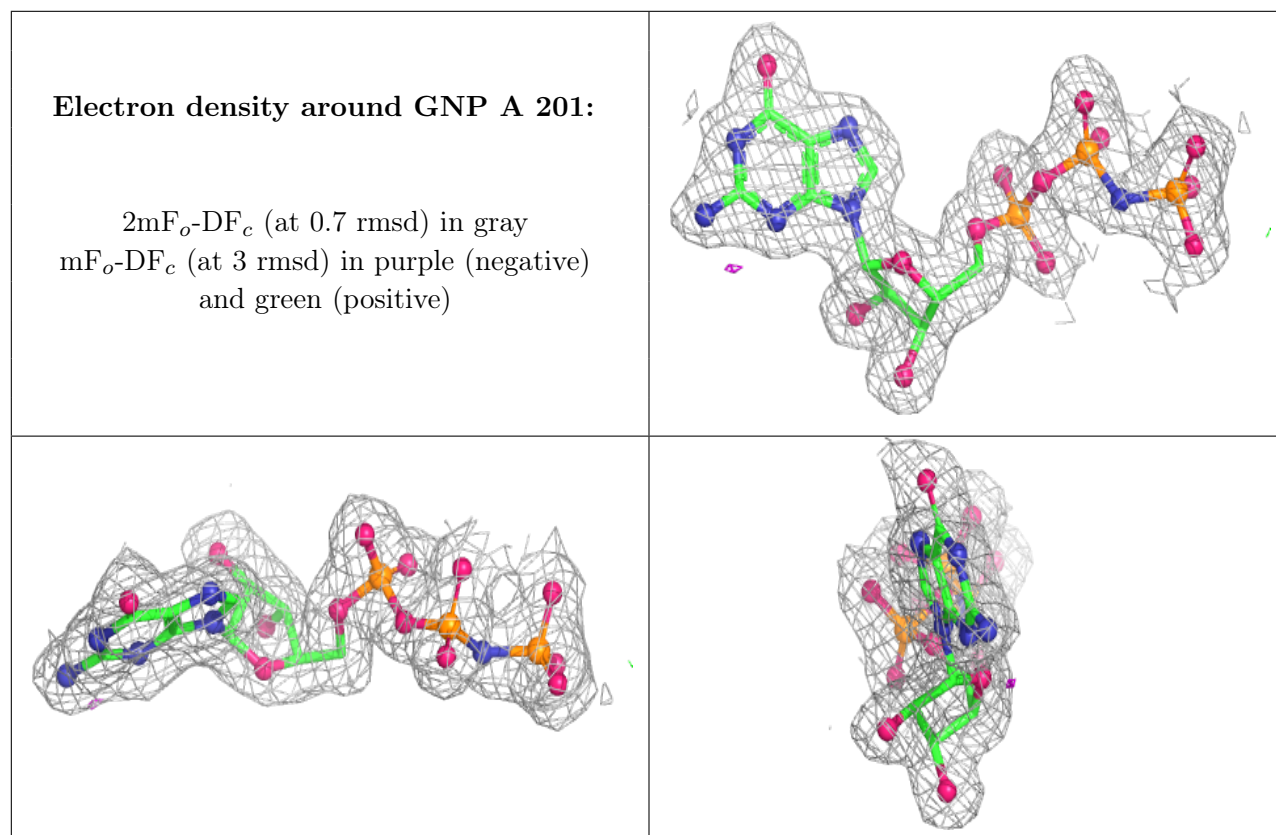 Electron density around GNP A 201:
2mFo-DFc (at 0.7 rmsd) in gray
mFo-DFc (at 3 rmsd) in purple (negative)
and green (positive)